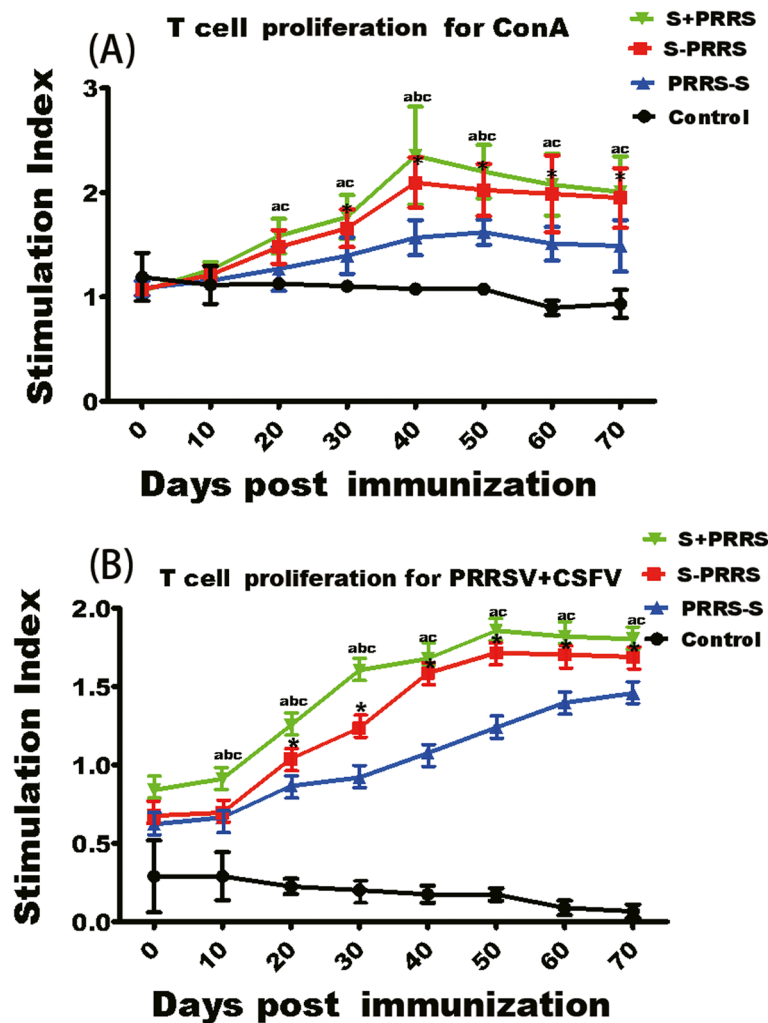 (A) T cell proliferation for ConA
S+PRRS
S-PRRS
PRRS-S
Control
Stimulation Index
3
2
1
0
ac
ac
abc
abc
ac
ac
*
*
*
*
*
0 10 20 30 40 50 60 70
Days post immunization
(B) T cell proliferation for PRRSV+CSFV
S+PRRS
S-PRRS
PRRS-S
Control
Stimulation Index
2.0
1.5
1.0
0.5
0.0
abc
abc
abc
ac
ac
ac
ac
*
*
*
*
*
*
0 10 20 30 40 50 60 70
Days post immunization